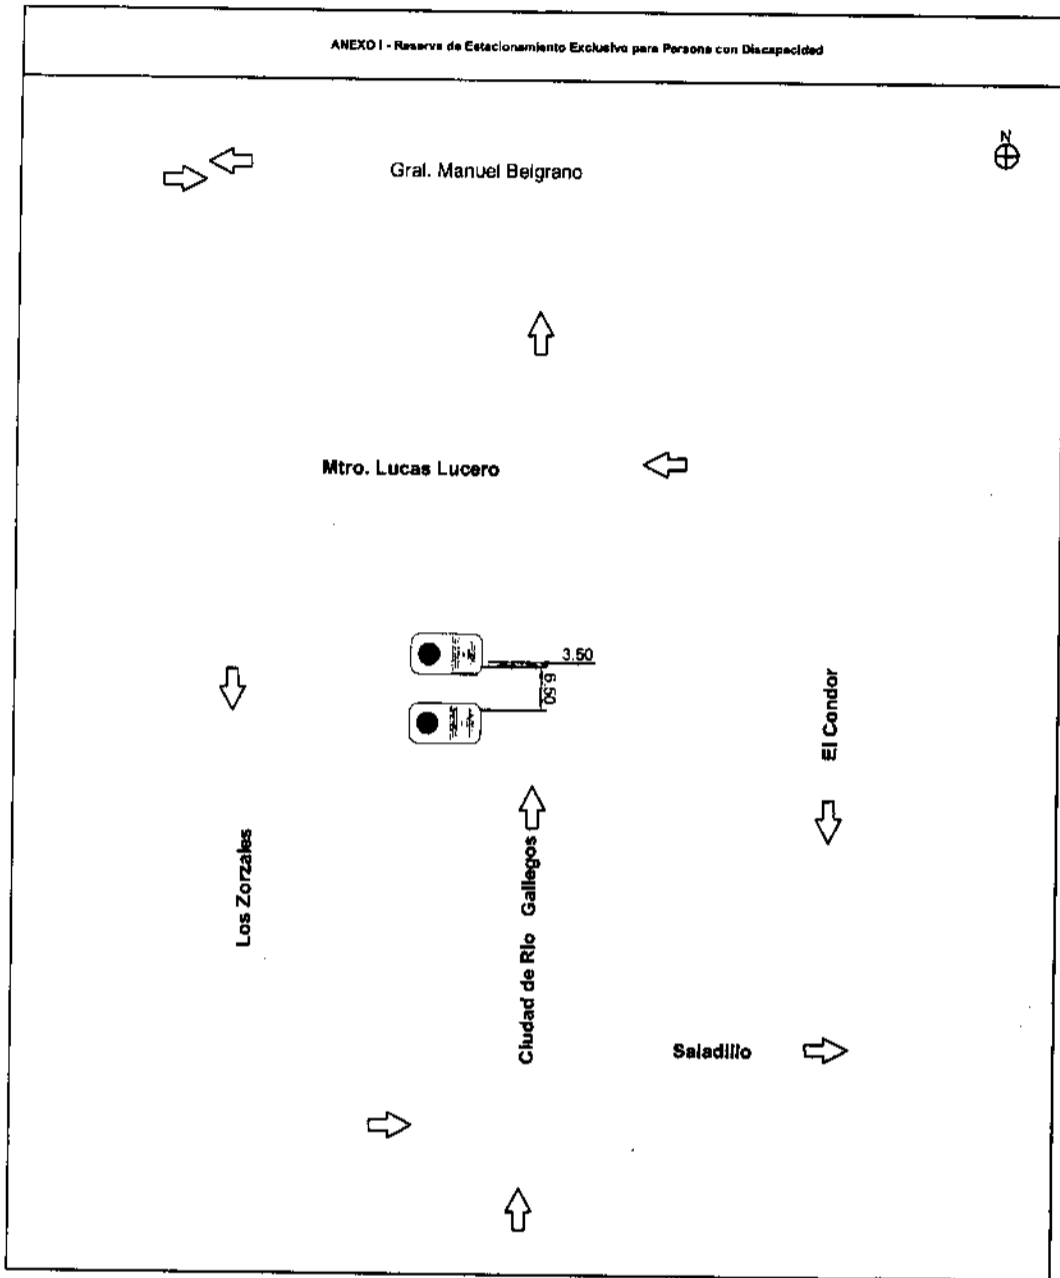 ANEXO I - Reserva de Estacionamiento Exclusivo para Persona con Discapacidad
N
Gral. Manuel Belgrano
Mtro. Lucas Lucero
3.50
6.50
El Condor
Los Zorzales
Ciudad de Río Gallegos
Saladillo